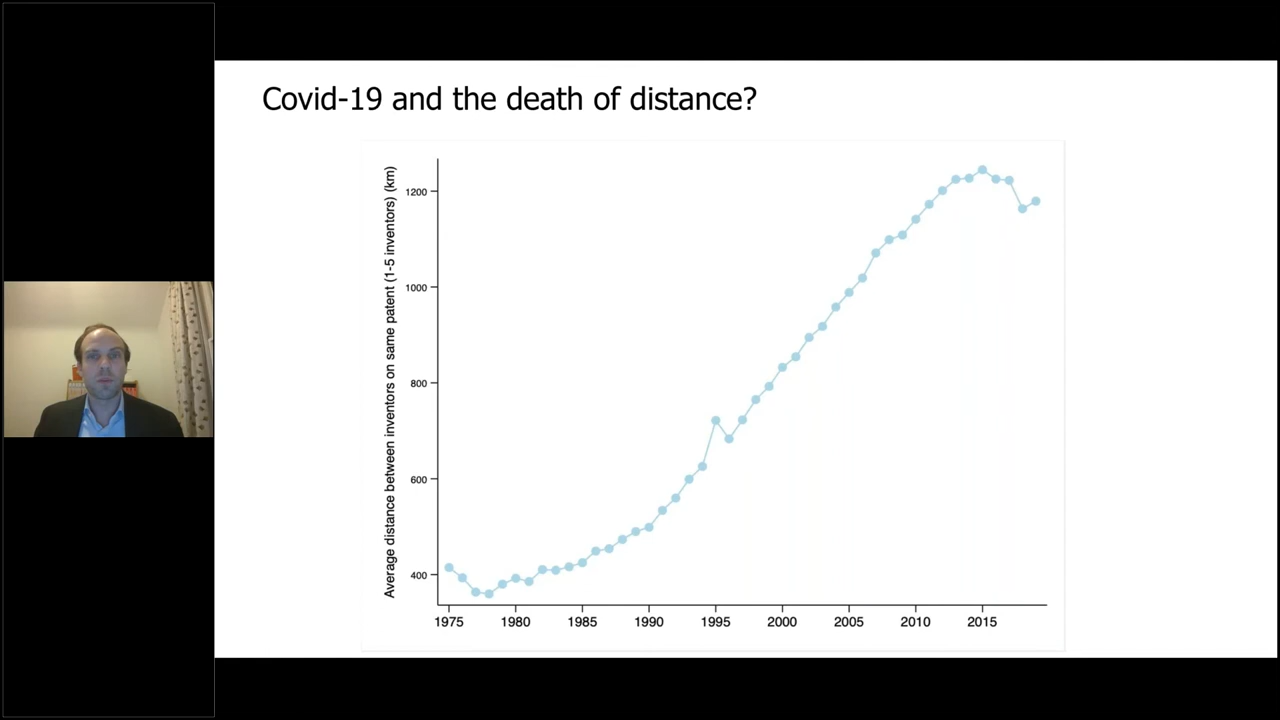 Covid-19 and the death of distance?
Average distance between inventors on same patent (1-5 inventors) (km)
1200
1000
800
600
400
1975 1980 1985 1990 1995 2000 2005 2010 2015